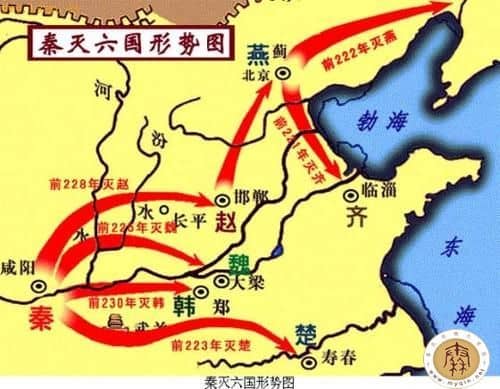 秦灭六国形势图
燕 蓟
北京
前222年灭燕
河
汾
渤海
前221年灭齐
前228年灭赵
邯郸
临淄
赵
齐
水
长平
水
前225年灭魏
咸阳
魏
大梁
东海
秦
前230年灭韩
韩 郑
楚
前223年灭楚
寿春
www.myqin.net
秦灭六国形势图